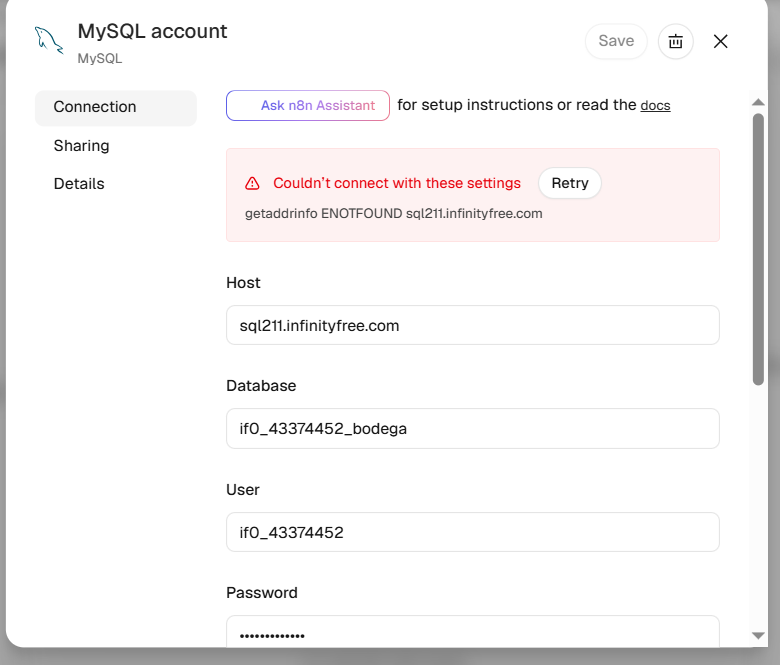 MySQL account
MySQL
Save
Connection
Sharing
Details
Ask n8n Assistant for setup instructions or read the docs
Couldn't connect with these settings Retry
getaddrinfo ENOTFOUND sql211.infinityfree.com
Host
sql211.infinityfree.com
Database
if0_43374452_bodega
User
if0_43374452
Password
•••••••••••••